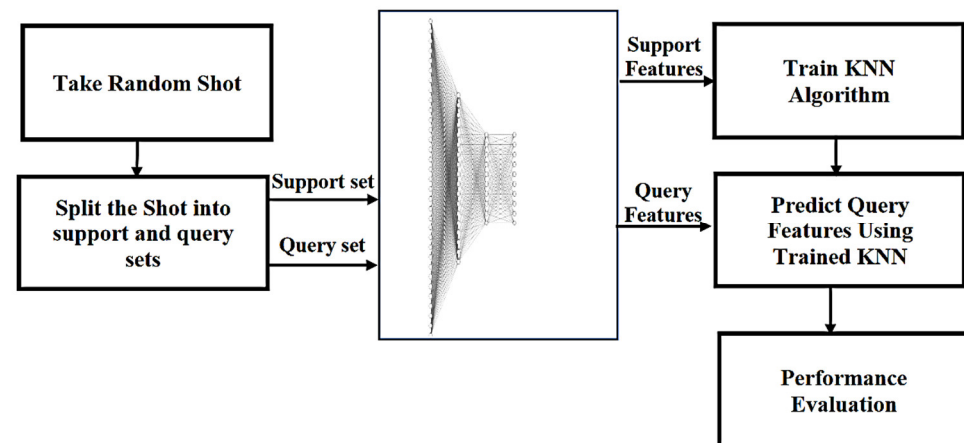 Take Random Shot
Split the Shot into
support and query
sets
Support set
Query set
Support
Features
Query
Features
Train KNN
Algorithm
Predict Query
Features Using
Trained KNN
Performance
Evaluation